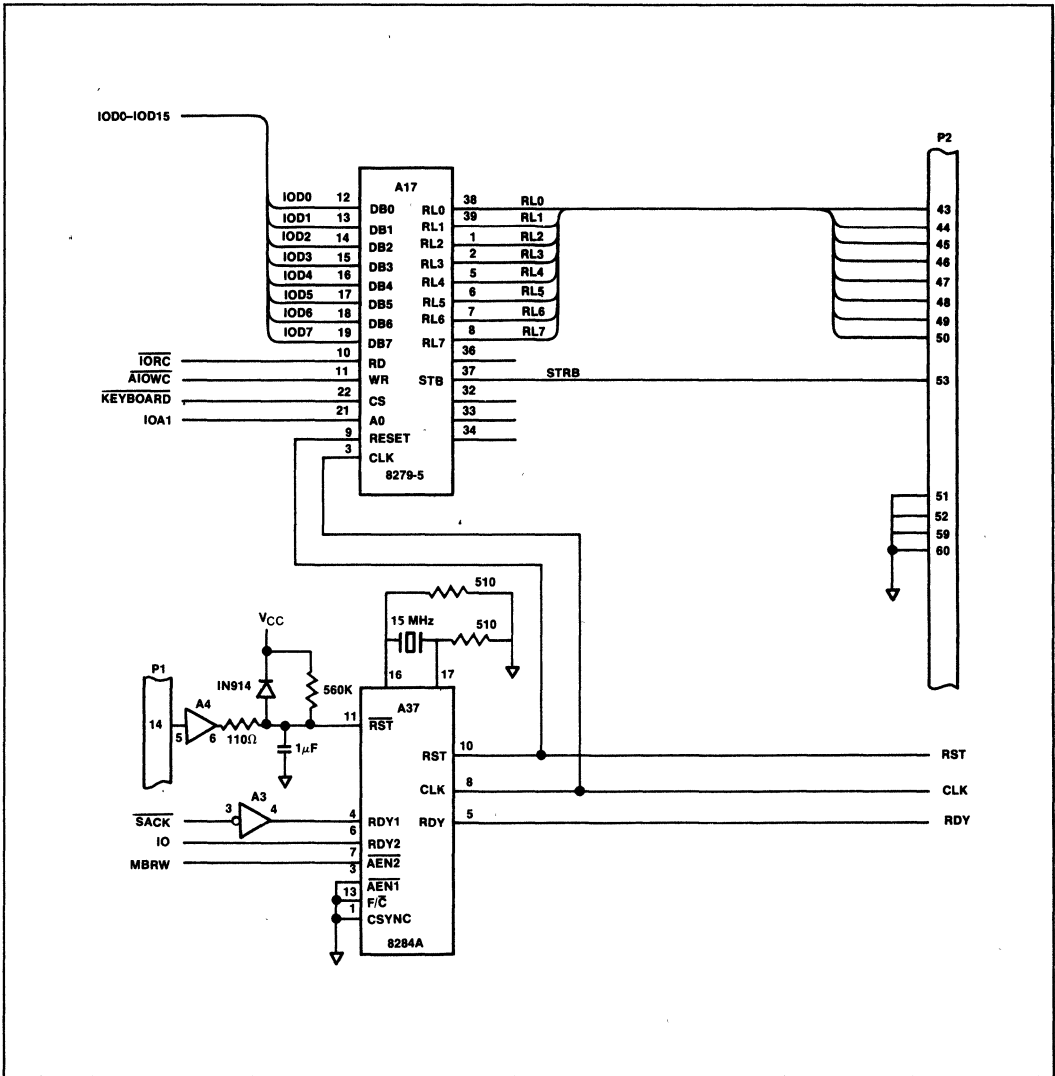 IOD0–IOD15
P2
A17
IOD0 12 DB0 RL0 38 RL0 43
IOD1 13 DB1 RL1 39 RL1 44
IOD2 14 DB2 RL2 1 RL2 45
IOD3 15 DB3 RL3 2 RL3 46
IOD4 16 DB4 RL4 5 RL4 47
IOD5 17 DB5 RL5 6 RL5 48
IOD6 18 DB6 RL6 7 RL6 49
IOD7 19 DB7 RL7 8 RL7 50
IORC 10 RD 36
AIOWC 11 WR STB 37 STRB 53
KEYBOARD 22 CS 32
IOA1 21 A0 33
9 RESET 34
3 CLK
8279-5
51
52
59
60
510
15 MHz 510
16 17
VCC
P1
IN914 560K
A4 A37
14 5 6 110Ω 11 RST
1μF
RST 10 RST
CLK 8 CLK
A3
SACK 3 4 4 RDY1 RDY 5 RDY
IO 6 RDY2
MBRW 7 AEN2
3 AEN1
13 F/C
1 CSYNC
8284A